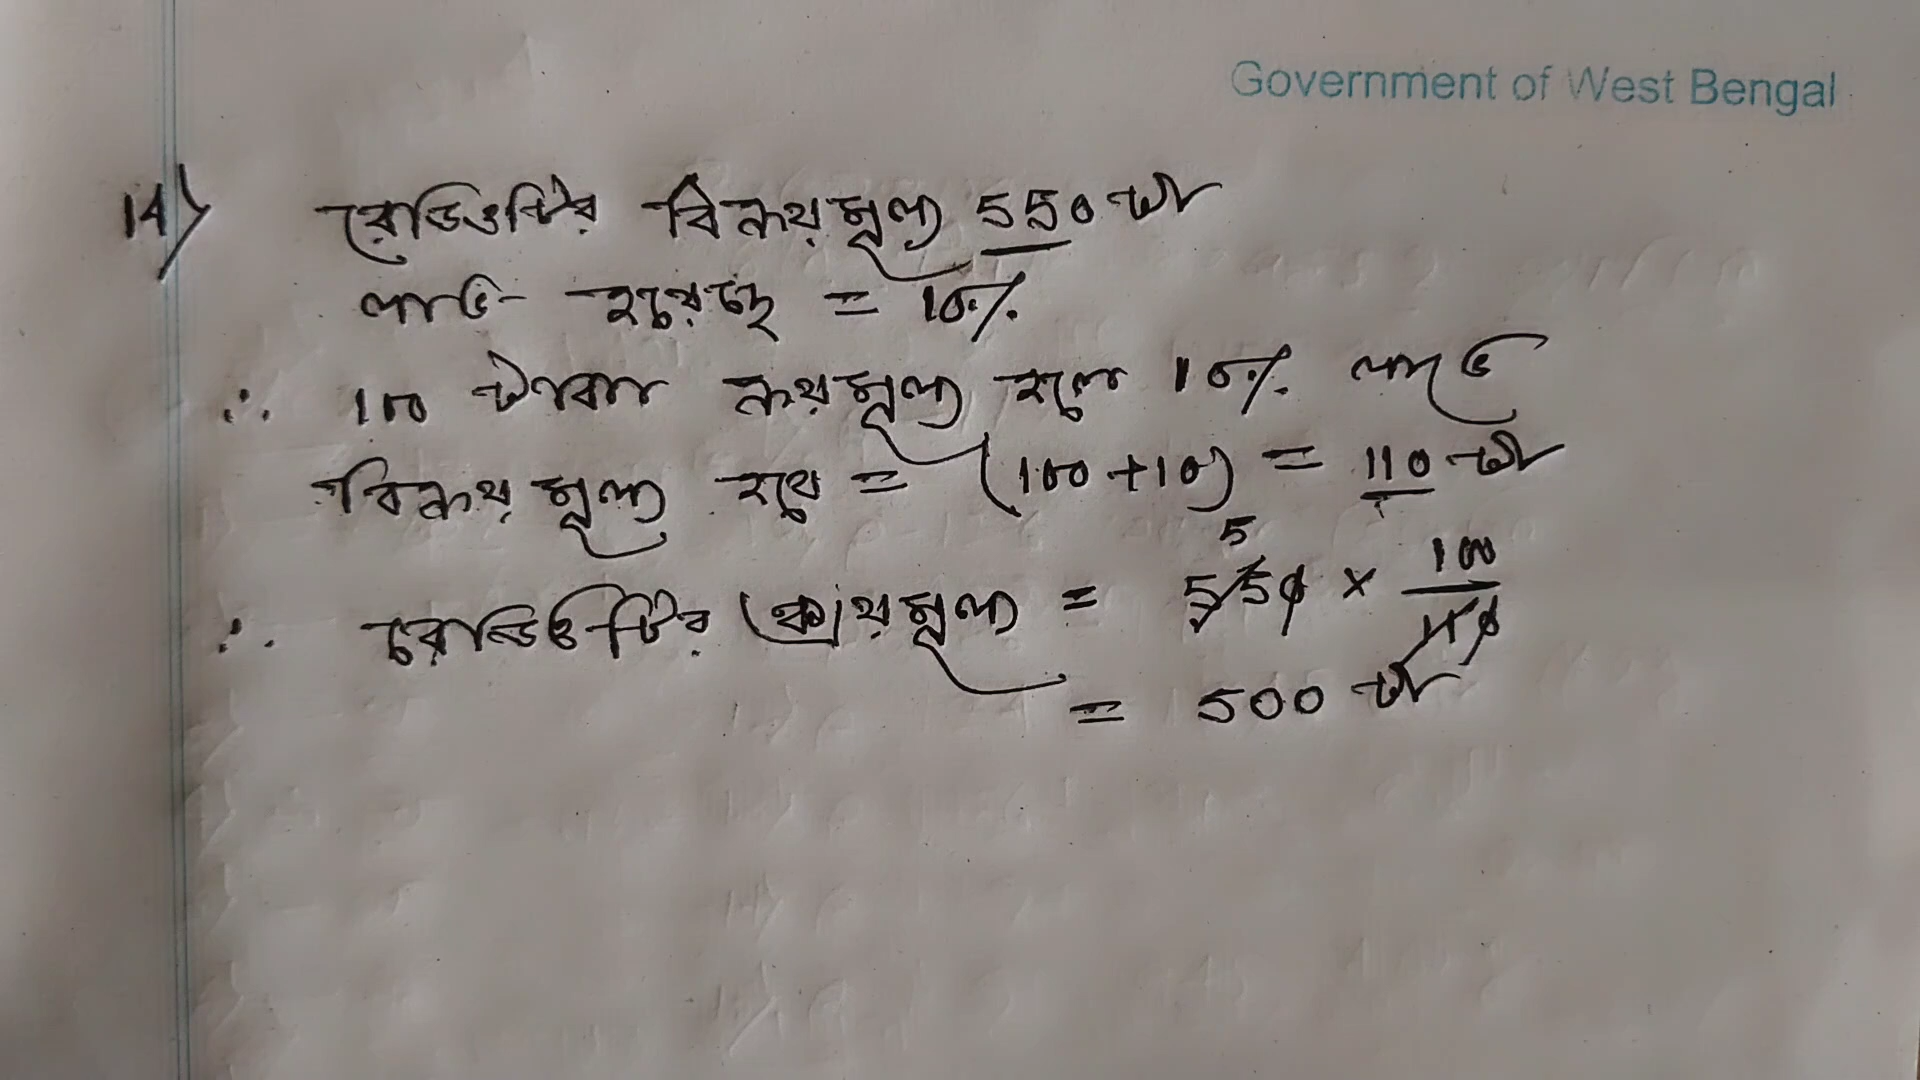 Government of West Bengal
14) রেডিওটির বিক্রয়মূল্য 550 টা
লাভ হয়েছে = 10%
∴ 100 টাকা ক্রয়মূল্য হলে 10% লাভে
বিক্রয়মূল্য হবে = (100+10) = 110 টা
5
∴ রেডিওটির ক্রয়মূল্য = 550 × 100/110
= 500 টা